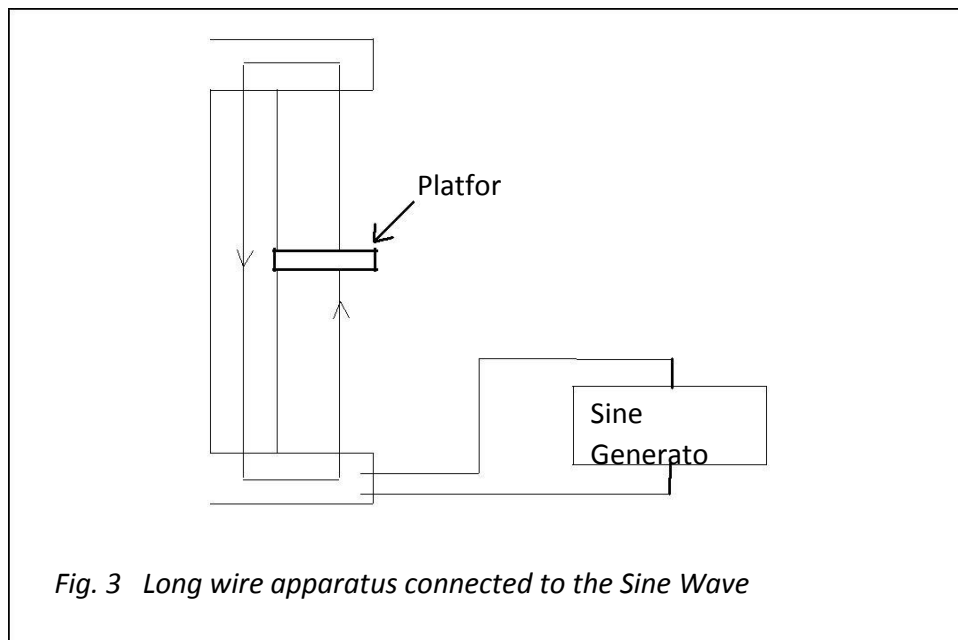 Platfor
Sine
Generato
Fig. 3 Long wire apparatus connected to the Sine Wave